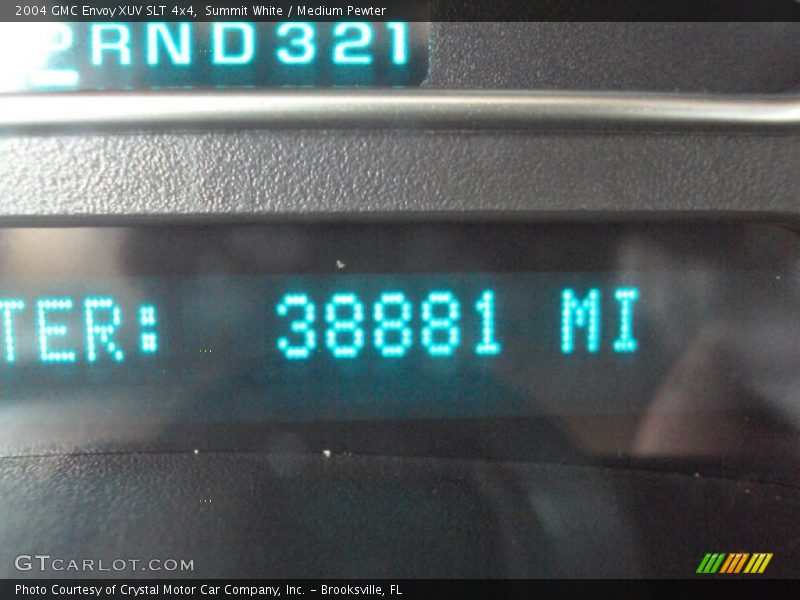 2004 GMC Envoy XUV SLT 4x4, Summit White / Medium Pewter
RND321
TER: 38881 MI
GTCARLOT.COM
Photo Courtesy of Crystal Motor Car Company, Inc. – Brooksville, FL